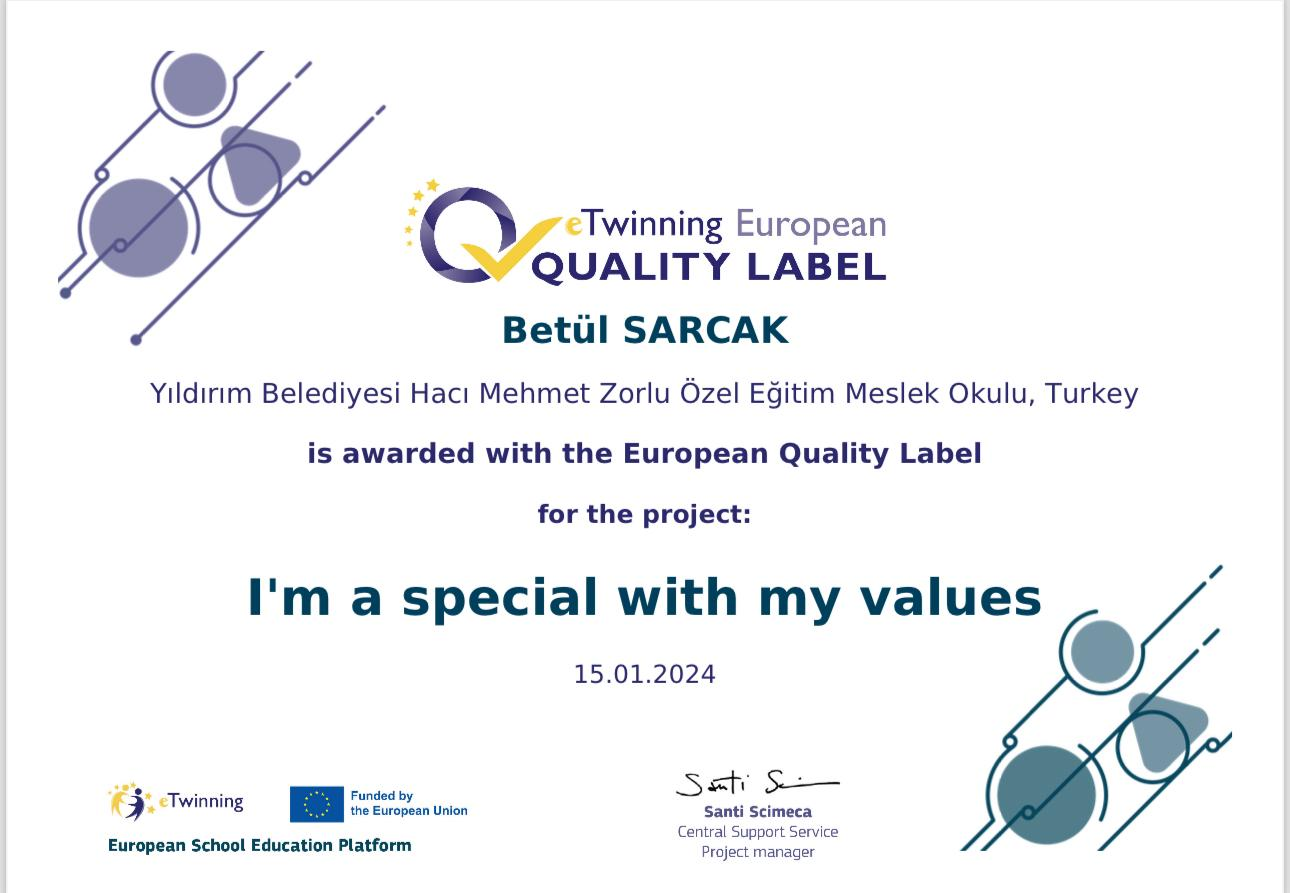 eTwinning European
QUALITY LABEL
Betül SARCAK
Yıldırım Belediyesi Hacı Mehmet Zorlu Özel Eğitim Meslek Okulu, Turkey
is awarded with the European Quality Label
for the project:
I'm a special with my values
15.01.2024
eTwinning
Funded by
the European Union
European School Education Platform
Santi Sci
Santi Scimeca
Central Support Service
Project manager